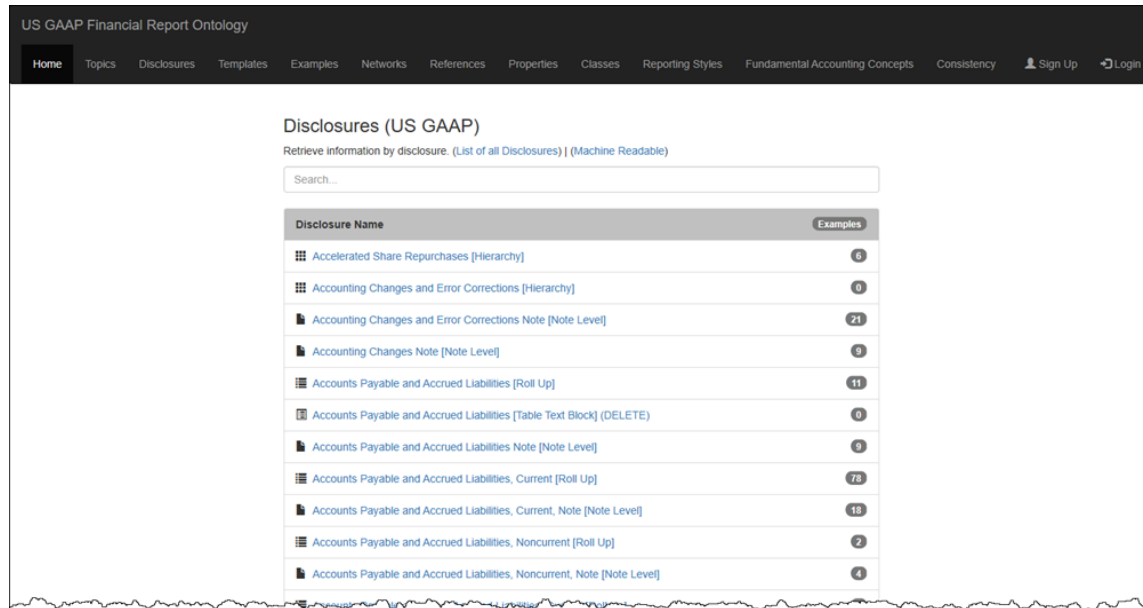 US GAAP Financial Report Ontology
Home Topics Disclosures Templates Examples Networks References Properties Classes Reporting Styles Fundamental Accounting Concepts Consistency Sign Up Login
Disclosures (US GAAP)
Retrieve information by disclosure. (List of all Disclosures) | (Machine Readable)
Search...
Disclosure Name Examples
Accelerated Share Repurchases [Hierarchy] 6
Accounting Changes and Error Corrections [Hierarchy] 0
Accounting Changes and Error Corrections Note [Note Level] 21
Accounting Changes Note [Note Level] 9
Accounts Payable and Accrued Liabilities [Roll Up] 11
Accounts Payable and Accrued Liabilities [Table Text Block] (DELETE) 0
Accounts Payable and Accrued Liabilities Note [Note Level] 9
Accounts Payable and Accrued Liabilities, Current [Roll Up] 78
Accounts Payable and Accrued Liabilities, Current, Note [Note Level] 18
Accounts Payable and Accrued Liabilities, Noncurrent [Roll Up] 2
Accounts Payable and Accrued Liabilities, Noncurrent, Note [Note Level] 4